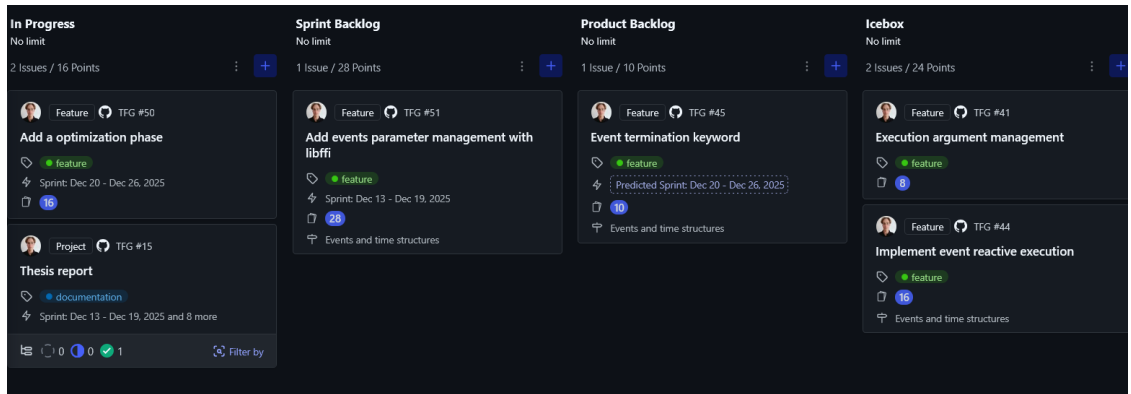 In Progress
No limit
2 Issues / 16 Points
Feature TFG #50
Add a optimization phase
feature
Sprint: Dec 20 - Dec 26, 2025
16
Project TFG #15
Thesis report
documentation
Sprint: Dec 13 - Dec 19, 2025 and 8 more
0 0 1 Filter by
Sprint Backlog
No limit
1 Issue / 28 Points
Feature TFG #51
Add events parameter management with
libffi
feature
Sprint: Dec 13 - Dec 19, 2025
28
Events and time structures
Product Backlog
No limit
1 Issue / 10 Points
Feature TFG #45
Event termination keyword
feature
Predicted Sprint: Dec 20 - Dec 26, 2025
10
Events and time structures
Icebox
No limit
2 Issues / 24 Points
Feature TFG #41
Execution argument management
feature
8
Feature TFG #44
Implement event reactive execution
feature
16
Events and time structures